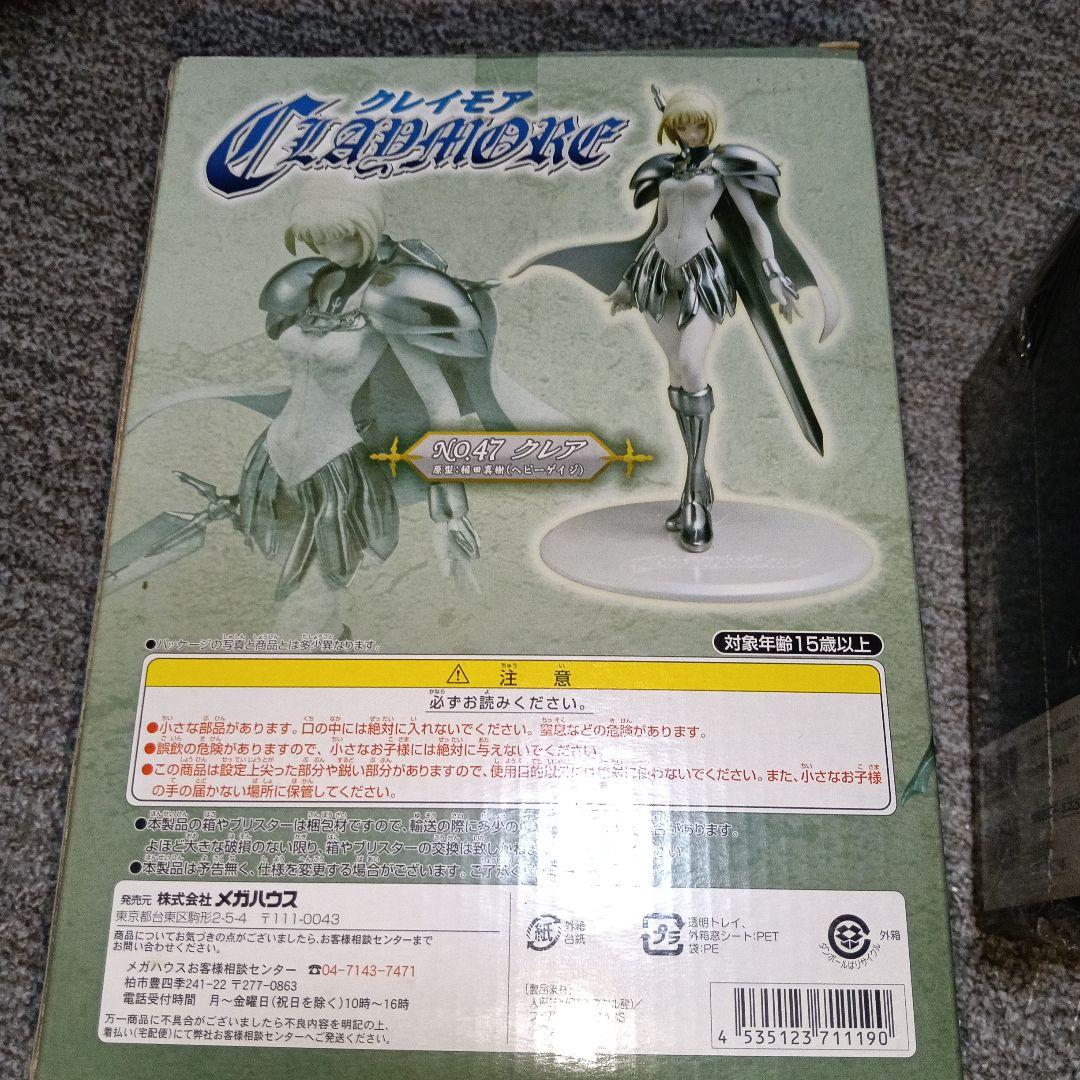 クレイモア
CLAYMORE
NO.47 クレア
原型:稲田真樹(ヘビーゲイジ)
●パッケージの写真と商品とは多少異なります。
対象年齢15歳以上
⚠ 注意
必ずお読みください。
●小さな部品があります。口の中には絶対に入れないでください。窒息などの危険があります。
●誤飲の危険がありますので、小さなお子様には絶対に与えないでください。
●この商品は設定上尖った部分や鋭い部分がありますので、使用目的以外には絶対に使わないでください。また、小さなお子様
の手の届かない場所に保管してください。
●本製品の箱やブリスターは梱包材ですので、輸送の際に多少の 合があります。
よほど大きな破損のない限り、箱やブリスターの交換は致し
●本製品は予告無く、仕様を変更する場合がございます。ご了承く
発売元 株式会社メガハウス
東京都台東区駒形2-5-4 〒111-0043
商品についてお気づきの点がございましたら、お客様相談センターまで
お問い合わせください。
メガハウスお客様相談センター ☎04-7143-7471
柏市豊四季241-22 〒277-0863
電話受付時間 月〜金曜日(祝日を除く)10時〜16時
万一商品に不具合がございましたら不良内容を明記の上、
着払い(宅配便)にて弊社お客様相談センターへご発送ください。
紙
外箱
台紙
プラ
透明トレイ、
外箱窓シート:PET
袋:PE
ダンボールはリサイクル
外箱
4 535123 711190